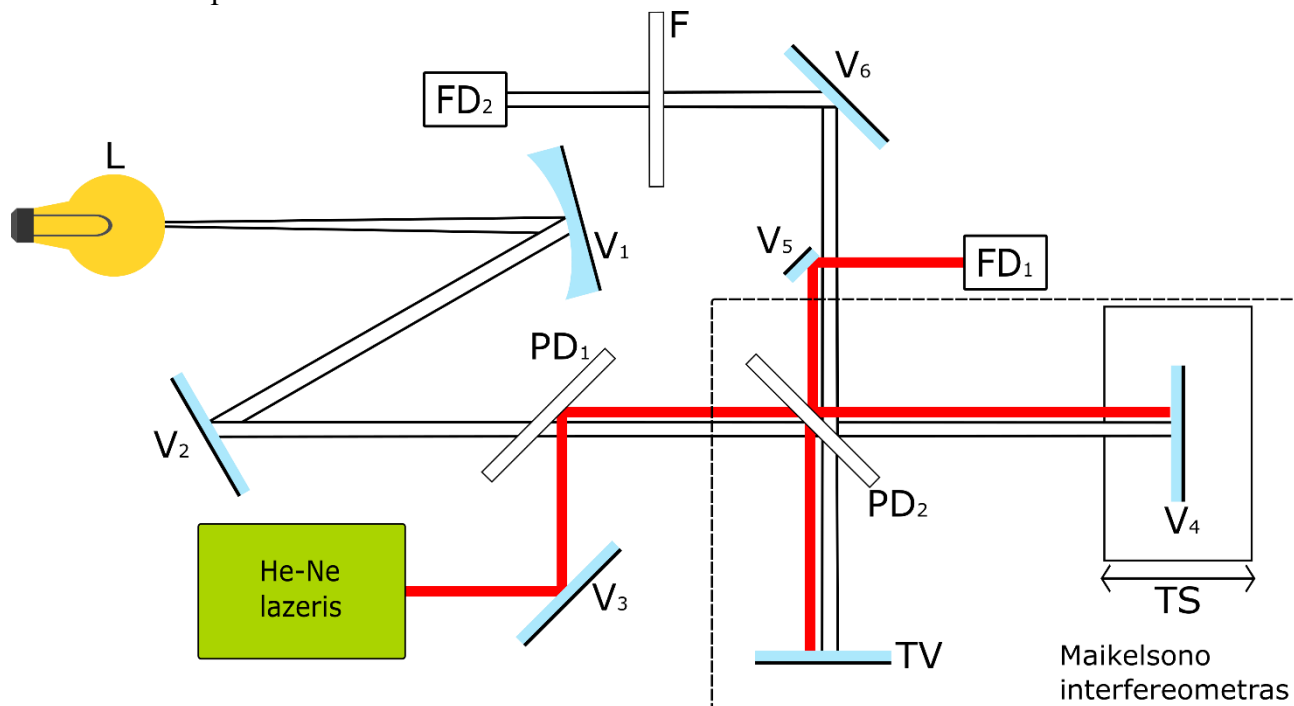 F
V₆
FD₂
L
V₁
V₅
FD₁
PD₁
V₂
PD₂
V₄
He-Ne
lazeris
V₃
TS
TV
Maikelsono
interfereometras